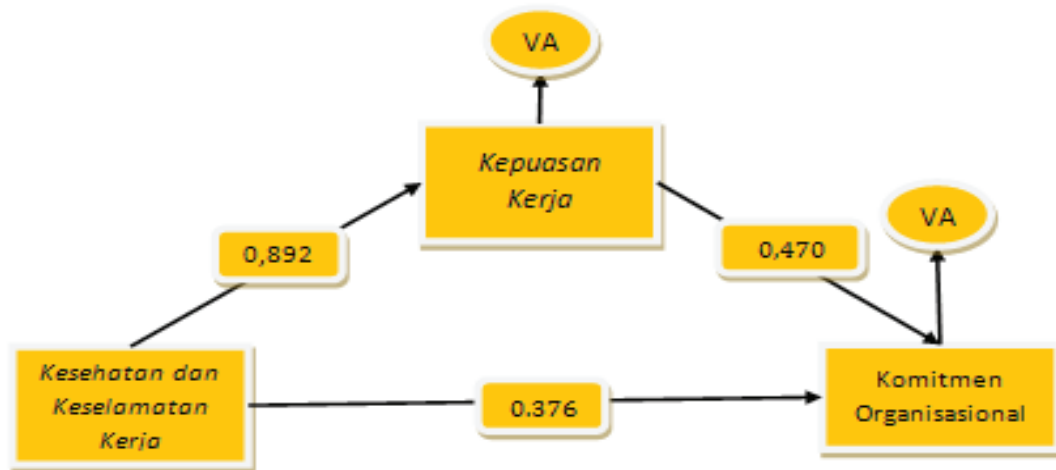 VA
Kepuasan
Kerja
VA
0,892
0,470
Kesehatan dan
Keselamatan
Kerja
0.376
Komitmen
Organisasional